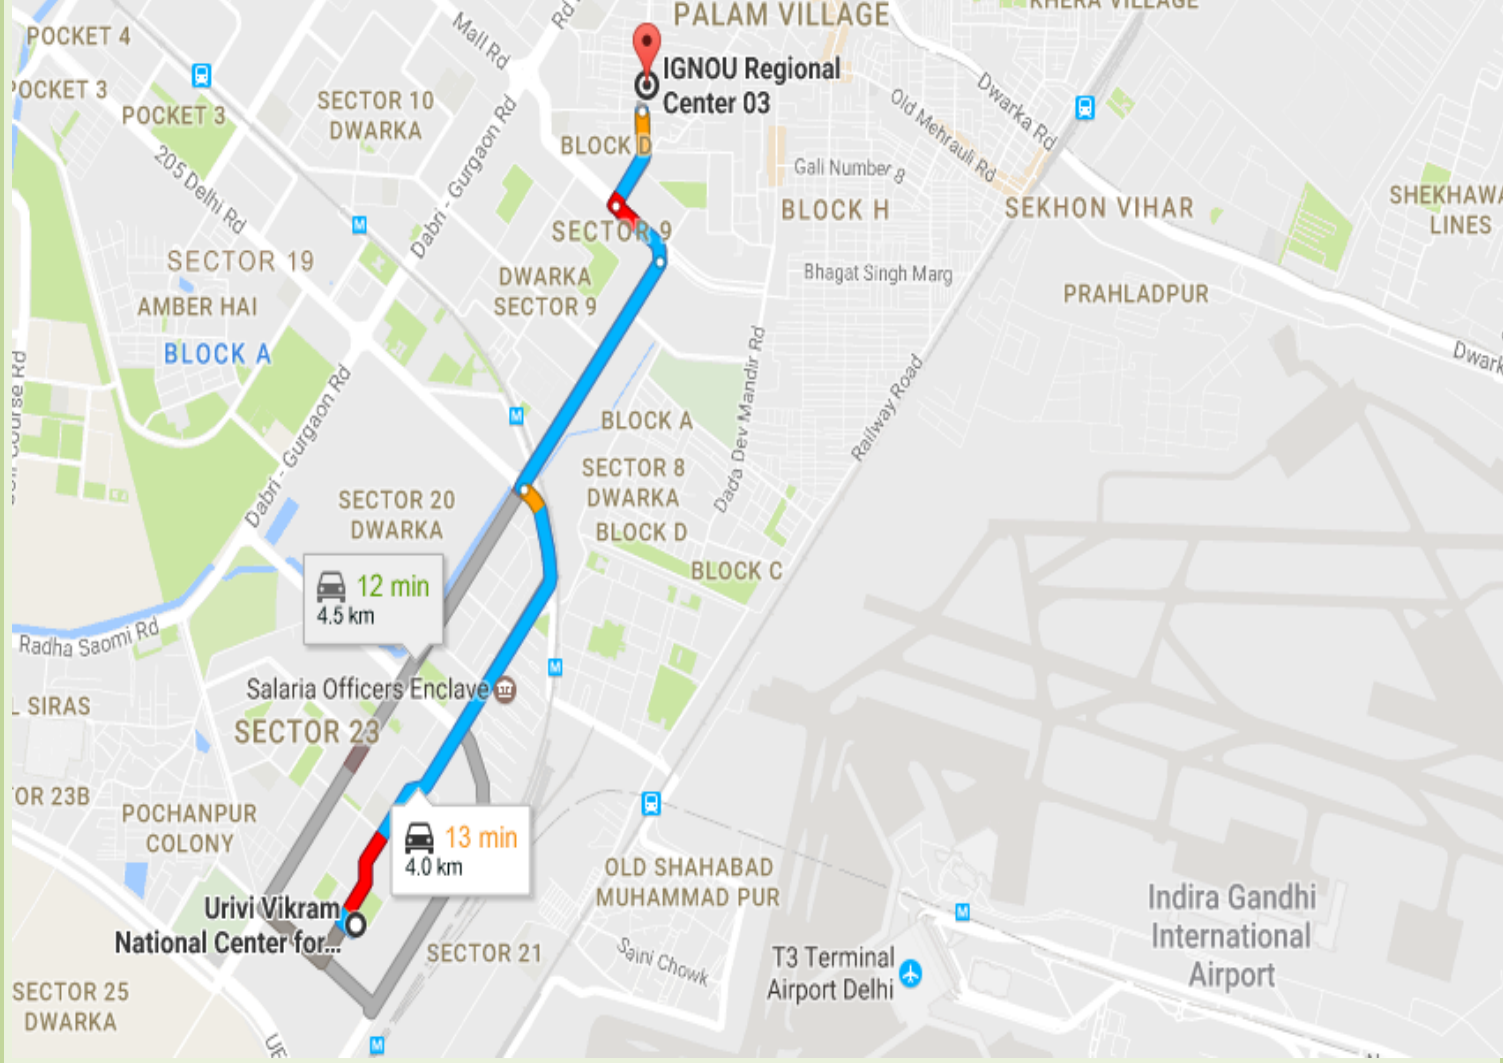 PALAM VILLAGE
KHERA VILLAGE
POCKET 4
Mall Rd
Rd
IGNOU Regional
Center 03
POCKET 3
POCKET 3
SECTOR 10
DWARKA
Dwarka Rd
Old Mehrauli Rd
BLOCK D
205 Delhi Rd
Dabri - Gurgaon Rd
Gali Number 8
BLOCK H
SEKHON VIHAR
SHEKHAWA
LINES
SECTOR 9
SECTOR 19
DWARKA
SECTOR 9
Bhagat Singh Marg
PRAHLADPUR
AMBER HAI
BLOCK A
Dwark
Dada Dev Mandir Rd
Railway Road
Dabri - Gurgaon Rd
M
M
BLOCK A
SECTOR 8
DWARKA
SECTOR 20
DWARKA
BLOCK D
BLOCK C
12 min
4.5 km
Radha Saomi Rd
M
Salaria Officers Enclave
L SIRAS
SECTOR 23
OR 23B
POCHANPUR
COLONY
13 min
4.0 km
OLD SHAHABAD
MUHAMMAD PUR
Indira Gandhi
International
Airport
M
Urivi Vikram
National Center for...
SECTOR 21
Saini Chowk
T3 Terminal
Airport Delhi
SECTOR 25
DWARKA
UE
M